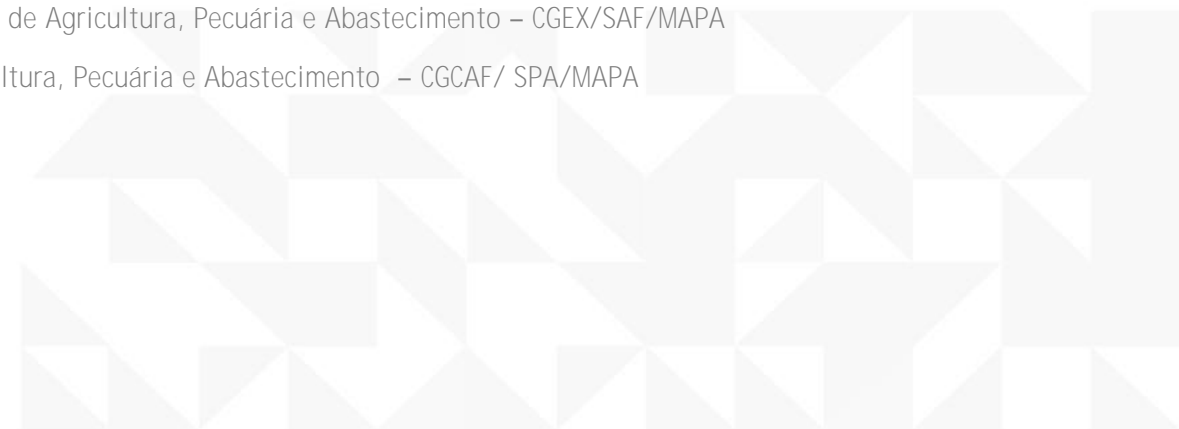 de Agricultura, Pecuária e Abastecimento – CGEX/SAF/MAPA
ltura, Pecuária e Abastecimento – CGCAF/ SPA/MAPA